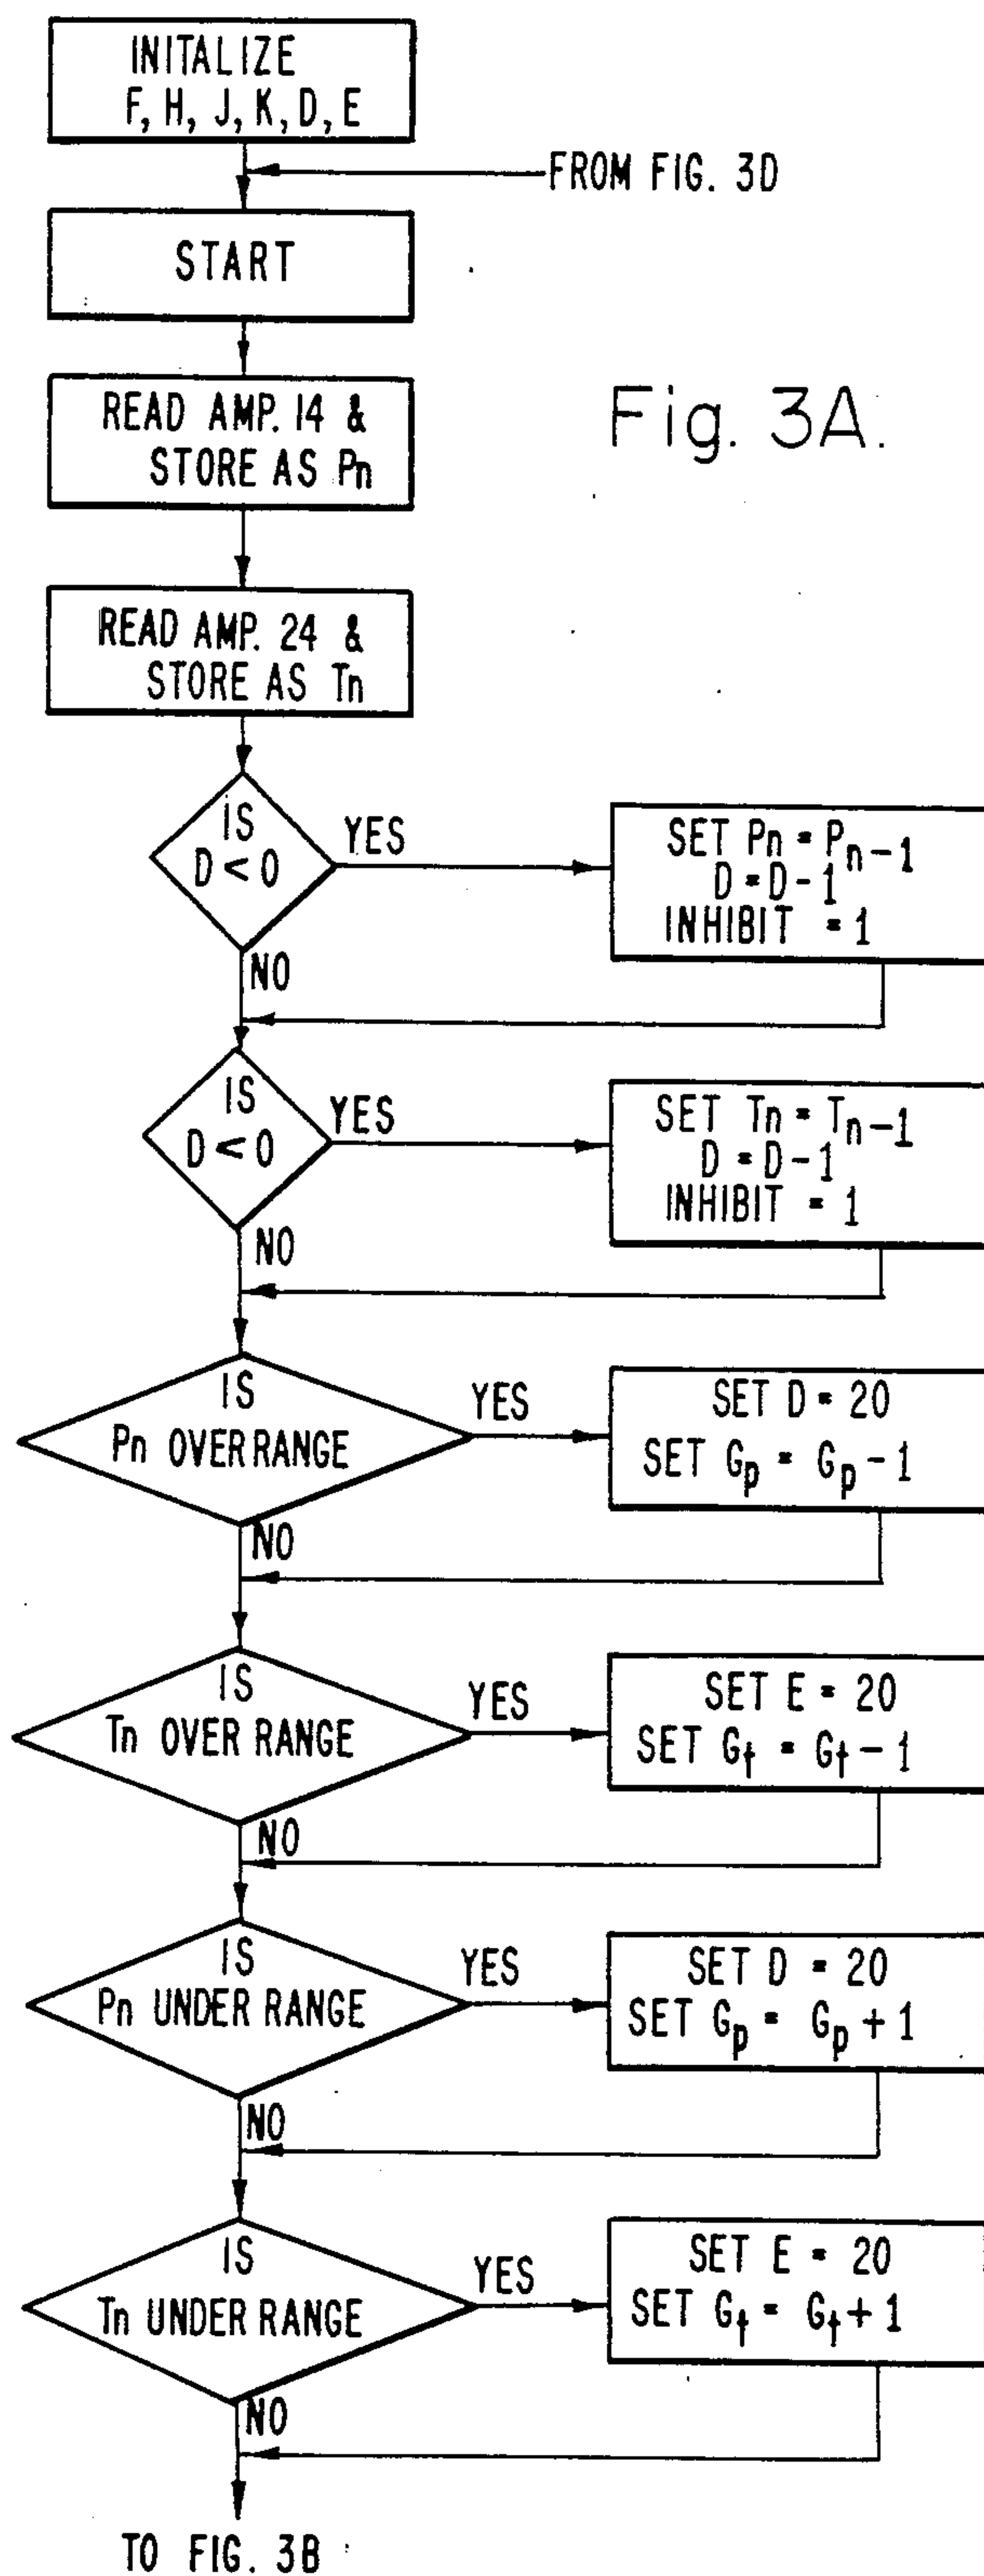 INITALIZE
F, H, J, K, D, E
FROM FIG. 3D
START
READ AMP. 14 &
STORE AS Pn
Fig. 3A.
READ AMP. 24 &
STORE AS Tn
IS
D < 0
YES
SET Pn = Pn-1
D = D - 1
INHIBIT = 1
NO
IS
D < 0
YES
SET Tn = Tn-1
D = D - 1
INHIBIT = 1
NO
IS
Pn OVER RANGE
YES
SET D = 20
SET Gp = Gp - 1
NO
IS
Tn OVER RANGE
YES
SET E = 20
SET Gt = Gt - 1
NO
IS
Pn UNDER RANGE
YES
SET D = 20
SET Gp = Gp + 1
NO
IS
Tn UNDER RANGE
YES
SET E = 20
SET Gt = Gt + 1
NO
TO FIG. 3B